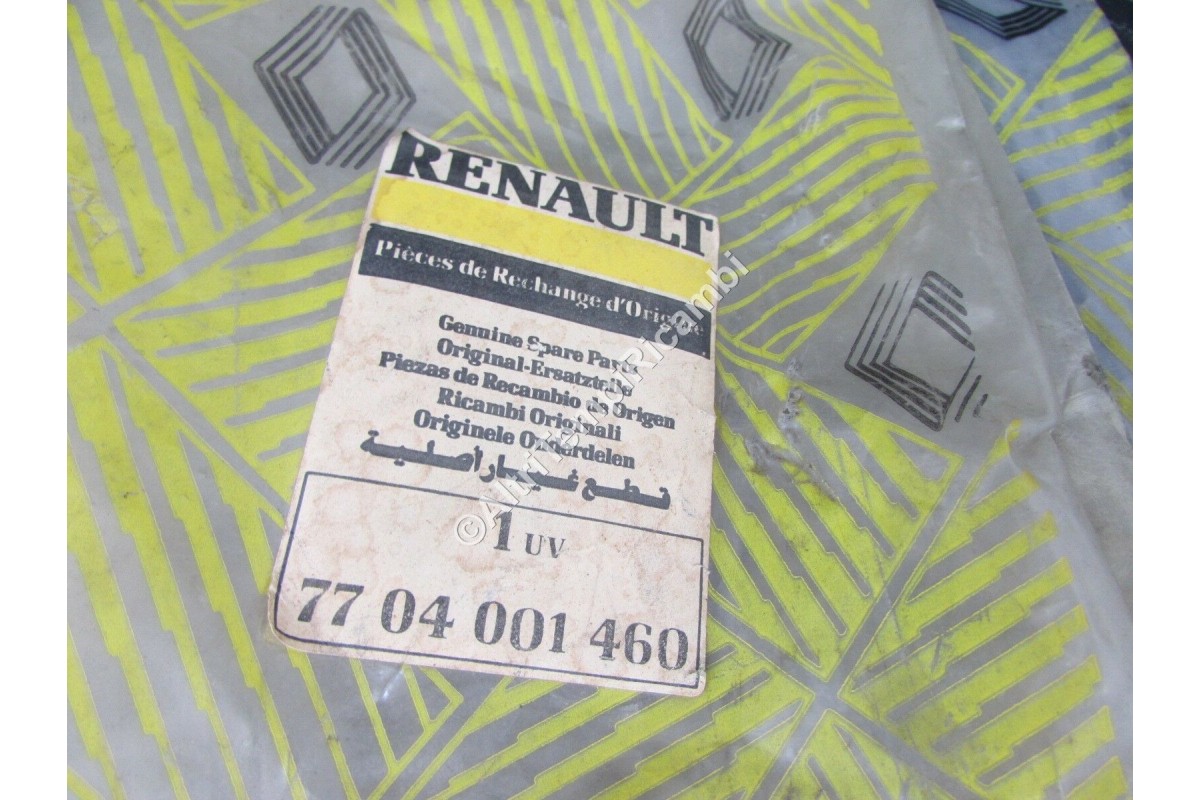 RENAULT
Pièces de Rechange d'Origine
Genuine Spare Parts
Original-Ersatzteile
Piezas de Recambio de Origen
Ricambi Originali
Originele Onderdelen
قطع غيار أصلية
1 UV
77 04 001 460
©AltriTempiRicambi